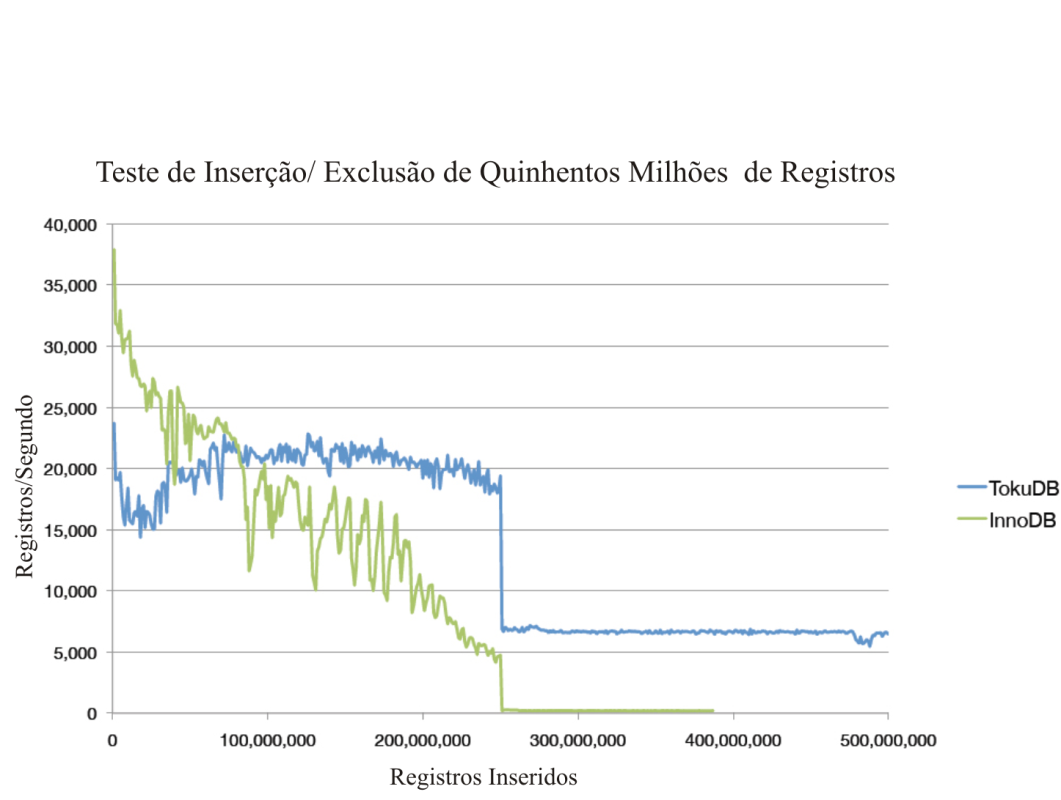 Teste de Inserção/ Exclusão de Quinhentos Milhões de Registros
40,000
35,000
30,000
25,000
20,000
15,000
10,000
5,000
0
Registros/Segundo
TokuDB
InnoDB
0 100,000,000 200,000,000 300,000,000 400,000,000 500,000,000
Registros Inseridos